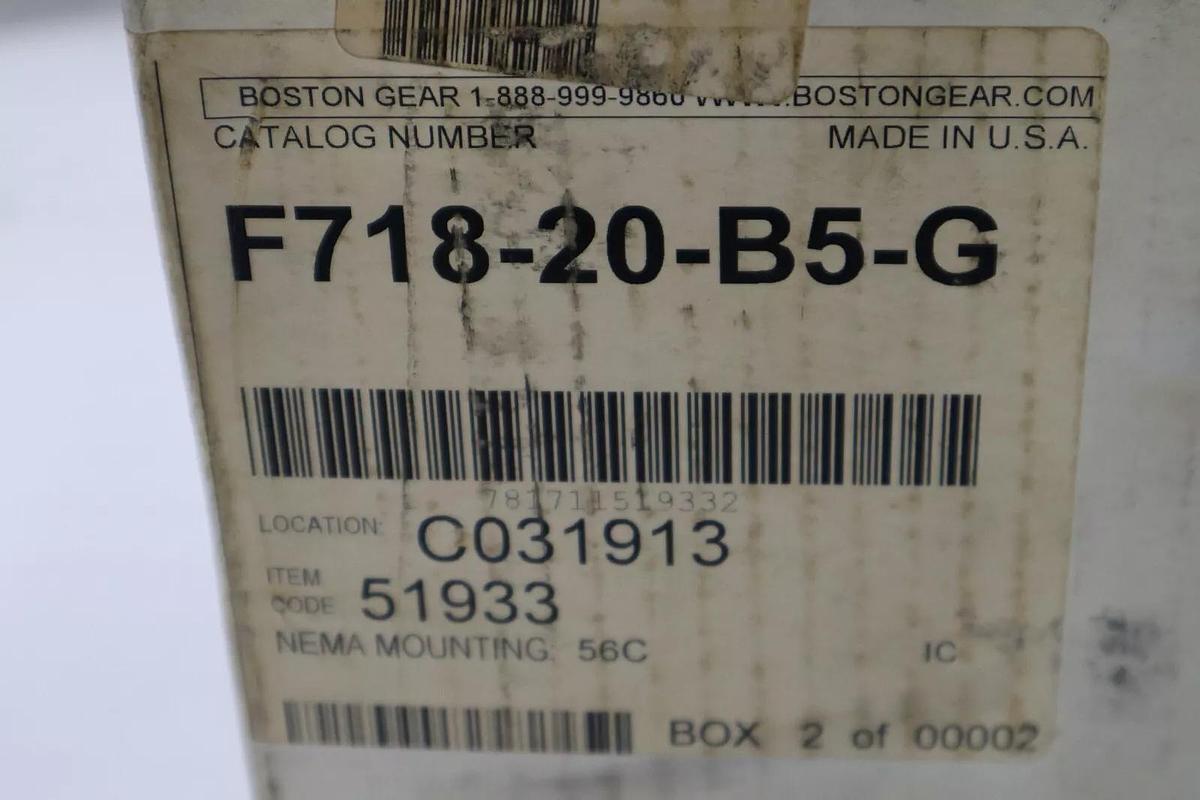 BOSTON GEAR 1-888-999-9860 WWW.BOSTONGEAR.COM
CATALOG NUMBER MADE IN U.S.A.
F718-20-B5-G
781711519332
LOCATION: C031913
ITEM
CODE 51933
NEMA MOUNTING: 56C IC
BOX 2 of 00002